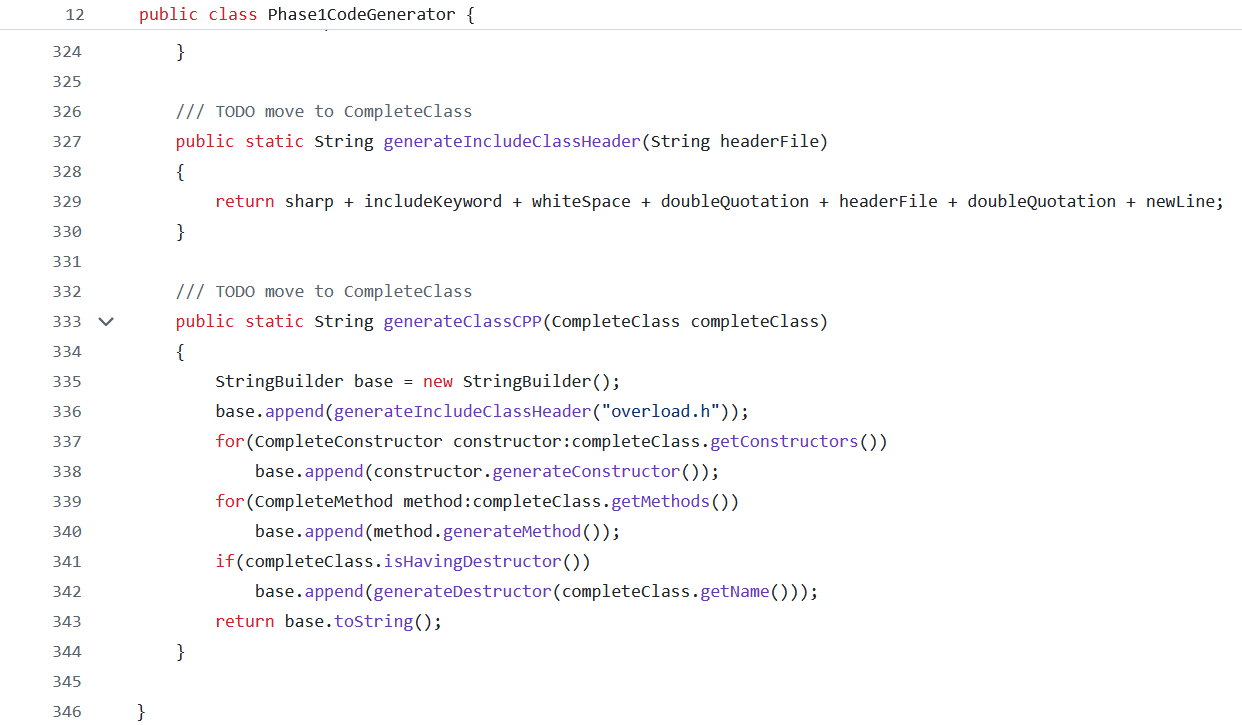 12 public class Phase1CodeGenerator {
324 }
325
326 /// TODO move to CompleteClass
327 public static String generateIncludeClassHeader(String headerFile)
328 {
329 return sharp + includeKeyword + whiteSpace + doubleQuotation + headerFile + doubleQuotation + newLine;
330 }
331
332 /// TODO move to CompleteClass
333 public static String generateClassCPP(CompleteClass completeClass)
334 {
335 StringBuilder base = new StringBuilder();
336 base.append(generateIncludeClassHeader("overload.h"));
337 for(CompleteConstructor constructor:completeClass.getConstructors())
338 base.append(constructor.generateConstructor());
339 for(CompleteMethod method:completeClass.getMethods())
340 base.append(method.generateMethod());
341 if(completeClass.isHavingDestructor())
342 base.append(generateDestructor(completeClass.getName()));
343 return base.toString();
344 }
345
346 }